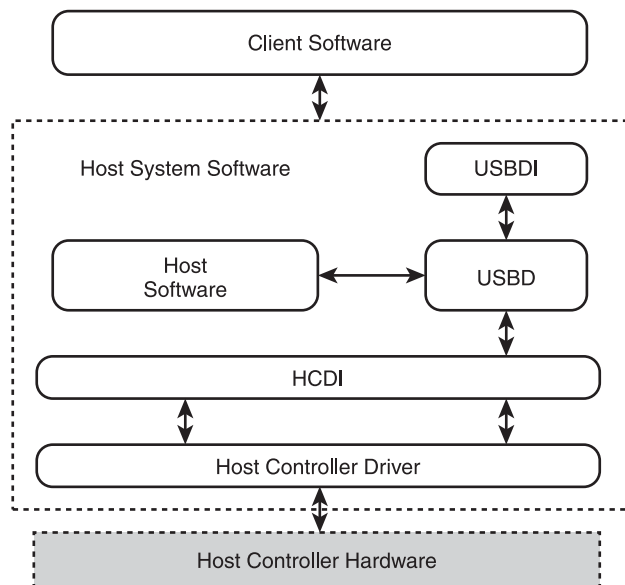 Client Software
Host System Software
USBDI
Host
Software
USBD
HCDI
Host Controller Driver
Host Controller Hardware